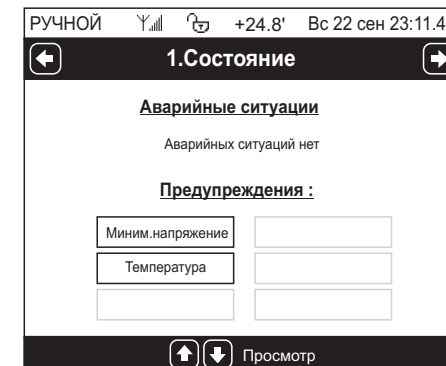 РУЧНОЙ +24.8' Вс 22 сен 23:11.4
1.Состояние
Аварийные ситуации
Аварийных ситуаций нет
Предупреждения :
Миним.напряжение
Температура
Просмотр